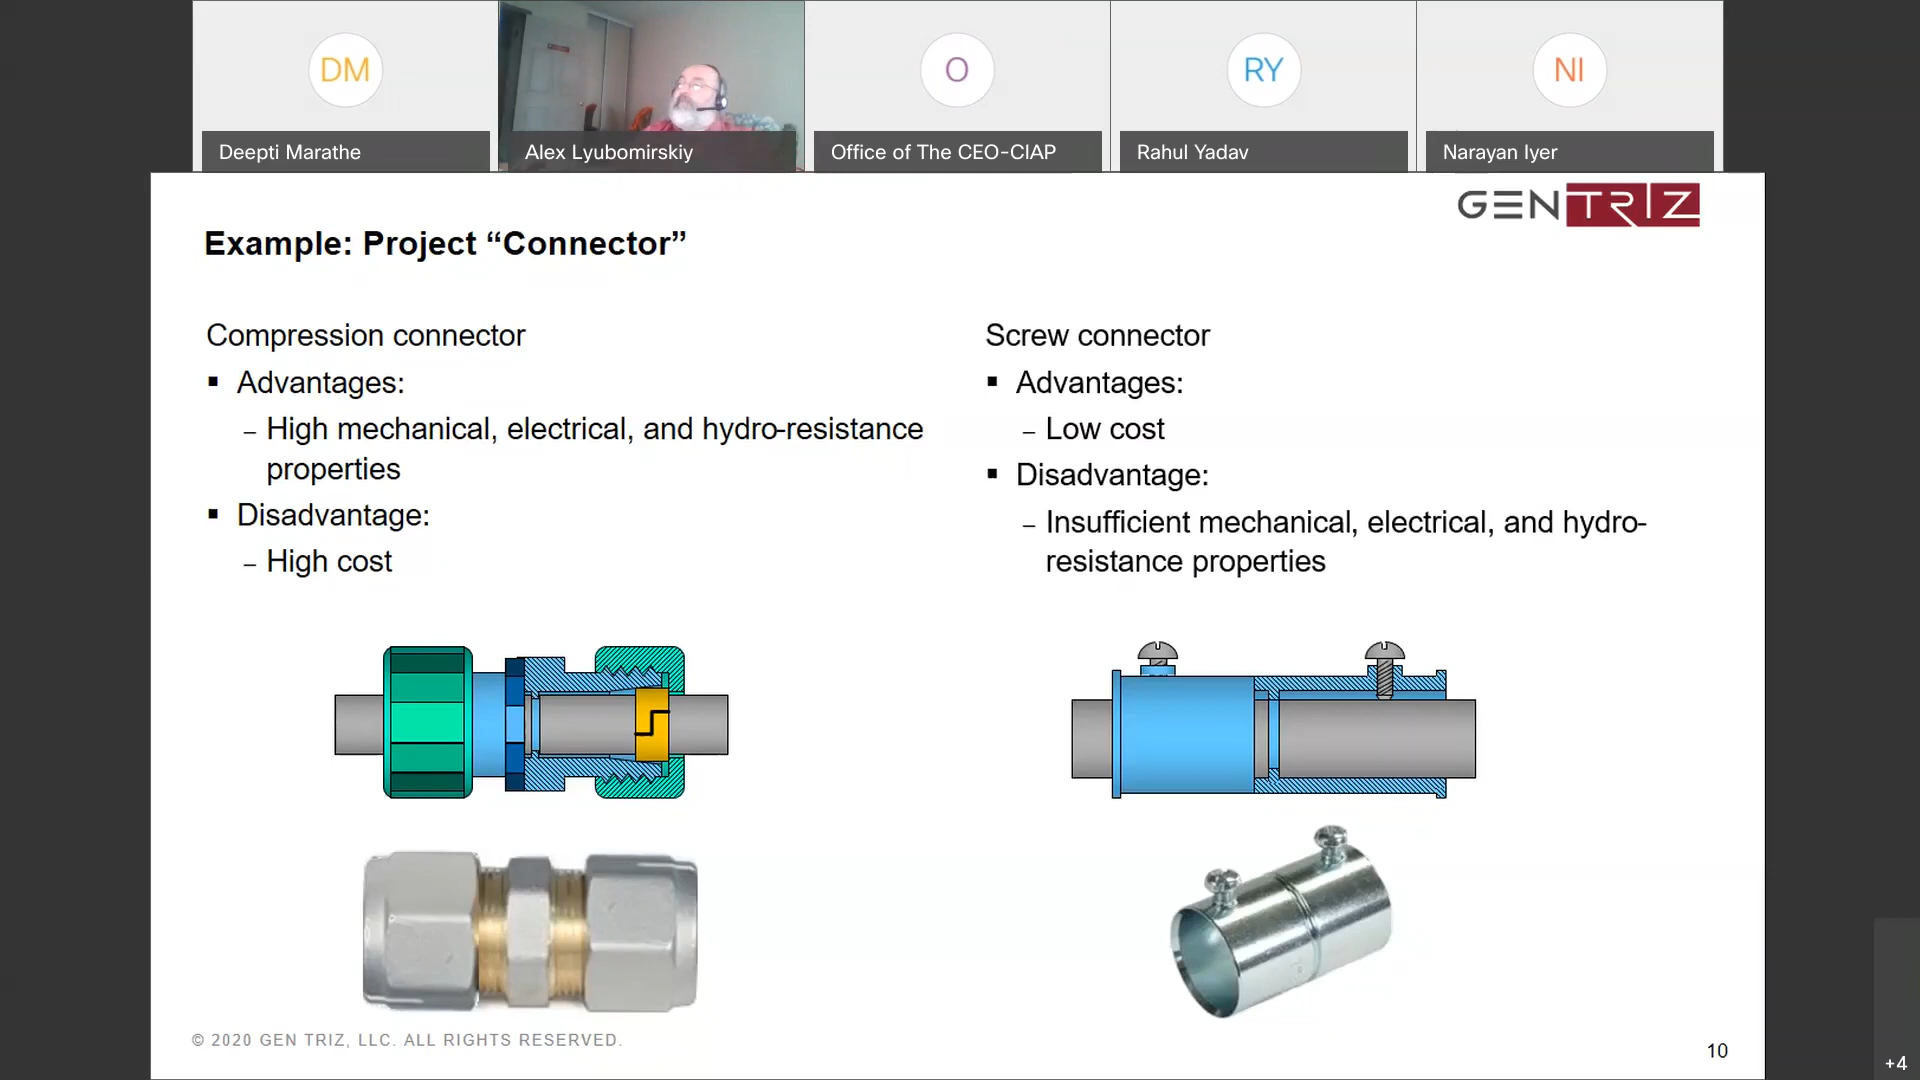 DM
O
RY
NI
Deepti Marathe
Alex Lyubomirskiy
Office of The CEO-CIAP
Rahul Yadav
Narayan Iyer
GEN TRIZ
Example: Project “Connector”
Compression connector
▪ Advantages:
– High mechanical, electrical, and hydro-resistance
properties
▪ Disadvantage:
– High cost
Screw connector
▪ Advantages:
– Low cost
▪ Disadvantage:
– Insufficient mechanical, electrical, and hydro-
resistance properties
© 2020 GEN TRIZ, LLC. ALL RIGHTS RESERVED.
10
+4